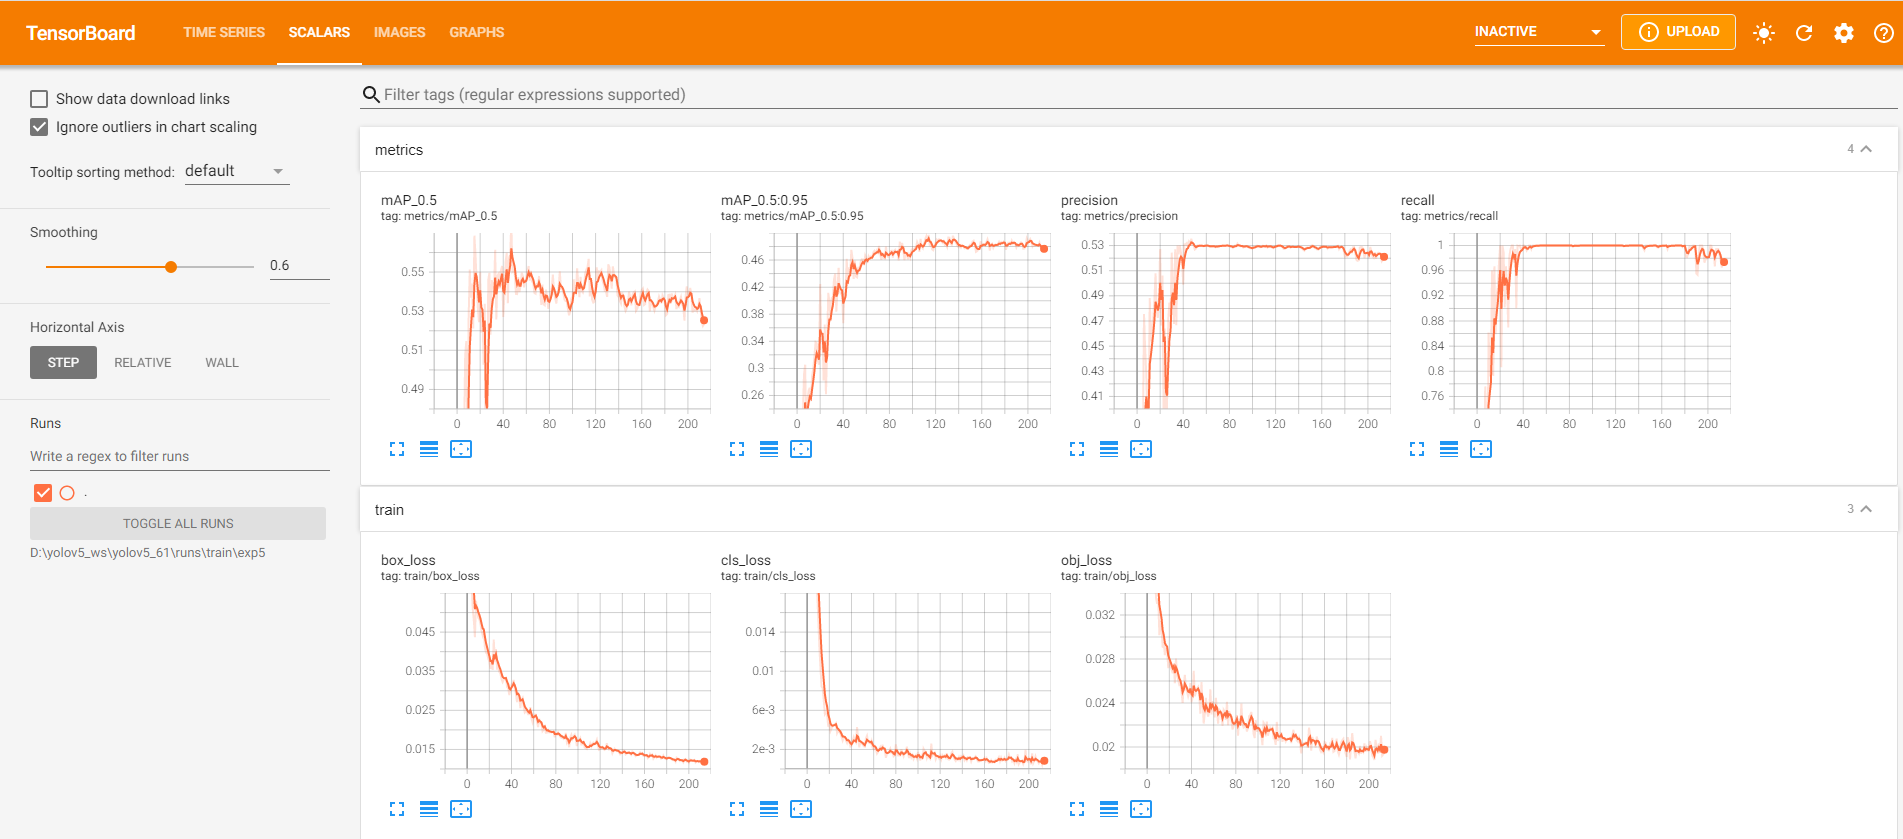 TensorBoard
TIME SERIES
SCALARS
IMAGES
GRAPHS
INACTIVE
UPLOAD
Show data download links
Ignore outliers in chart scaling
Tooltip sorting method: default
Smoothing
0.6
Horizontal Axis
STEP
RELATIVE
WALL
Runs
Write a regex to filter runs
.
TOGGLE ALL RUNS
D:\yolov5_ws\yolov5_61\runs\train\exp5
Filter tags (regular expressions supported)
metrics
4
mAP_0.5
tag: metrics/mAP_0.5
0.55
0.53
0.51
0.49
0 40 80 120 160 200
mAP_0.5:0.95
tag: metrics/mAP_0.5:0.95
0.46
0.42
0.38
0.34
0.3
0.26
0 40 80 120 160 200
precision
tag: metrics/precision
0.53
0.51
0.49
0.47
0.45
0.43
0.41
0 40 80 120 160 200
recall
tag: metrics/recall
1
0.96
0.92
0.88
0.84
0.8
0.76
0 40 80 120 160 200
train
3
box_loss
tag: train/box_loss
0.045
0.035
0.025
0.015
0 40 80 120 160 200
cls_loss
tag: train/cls_loss
0.014
0.01
6e-3
2e-3
0 40 80 120 160 200
obj_loss
tag: train/obj_loss
0.032
0.028
0.024
0.02
0 40 80 120 160 200